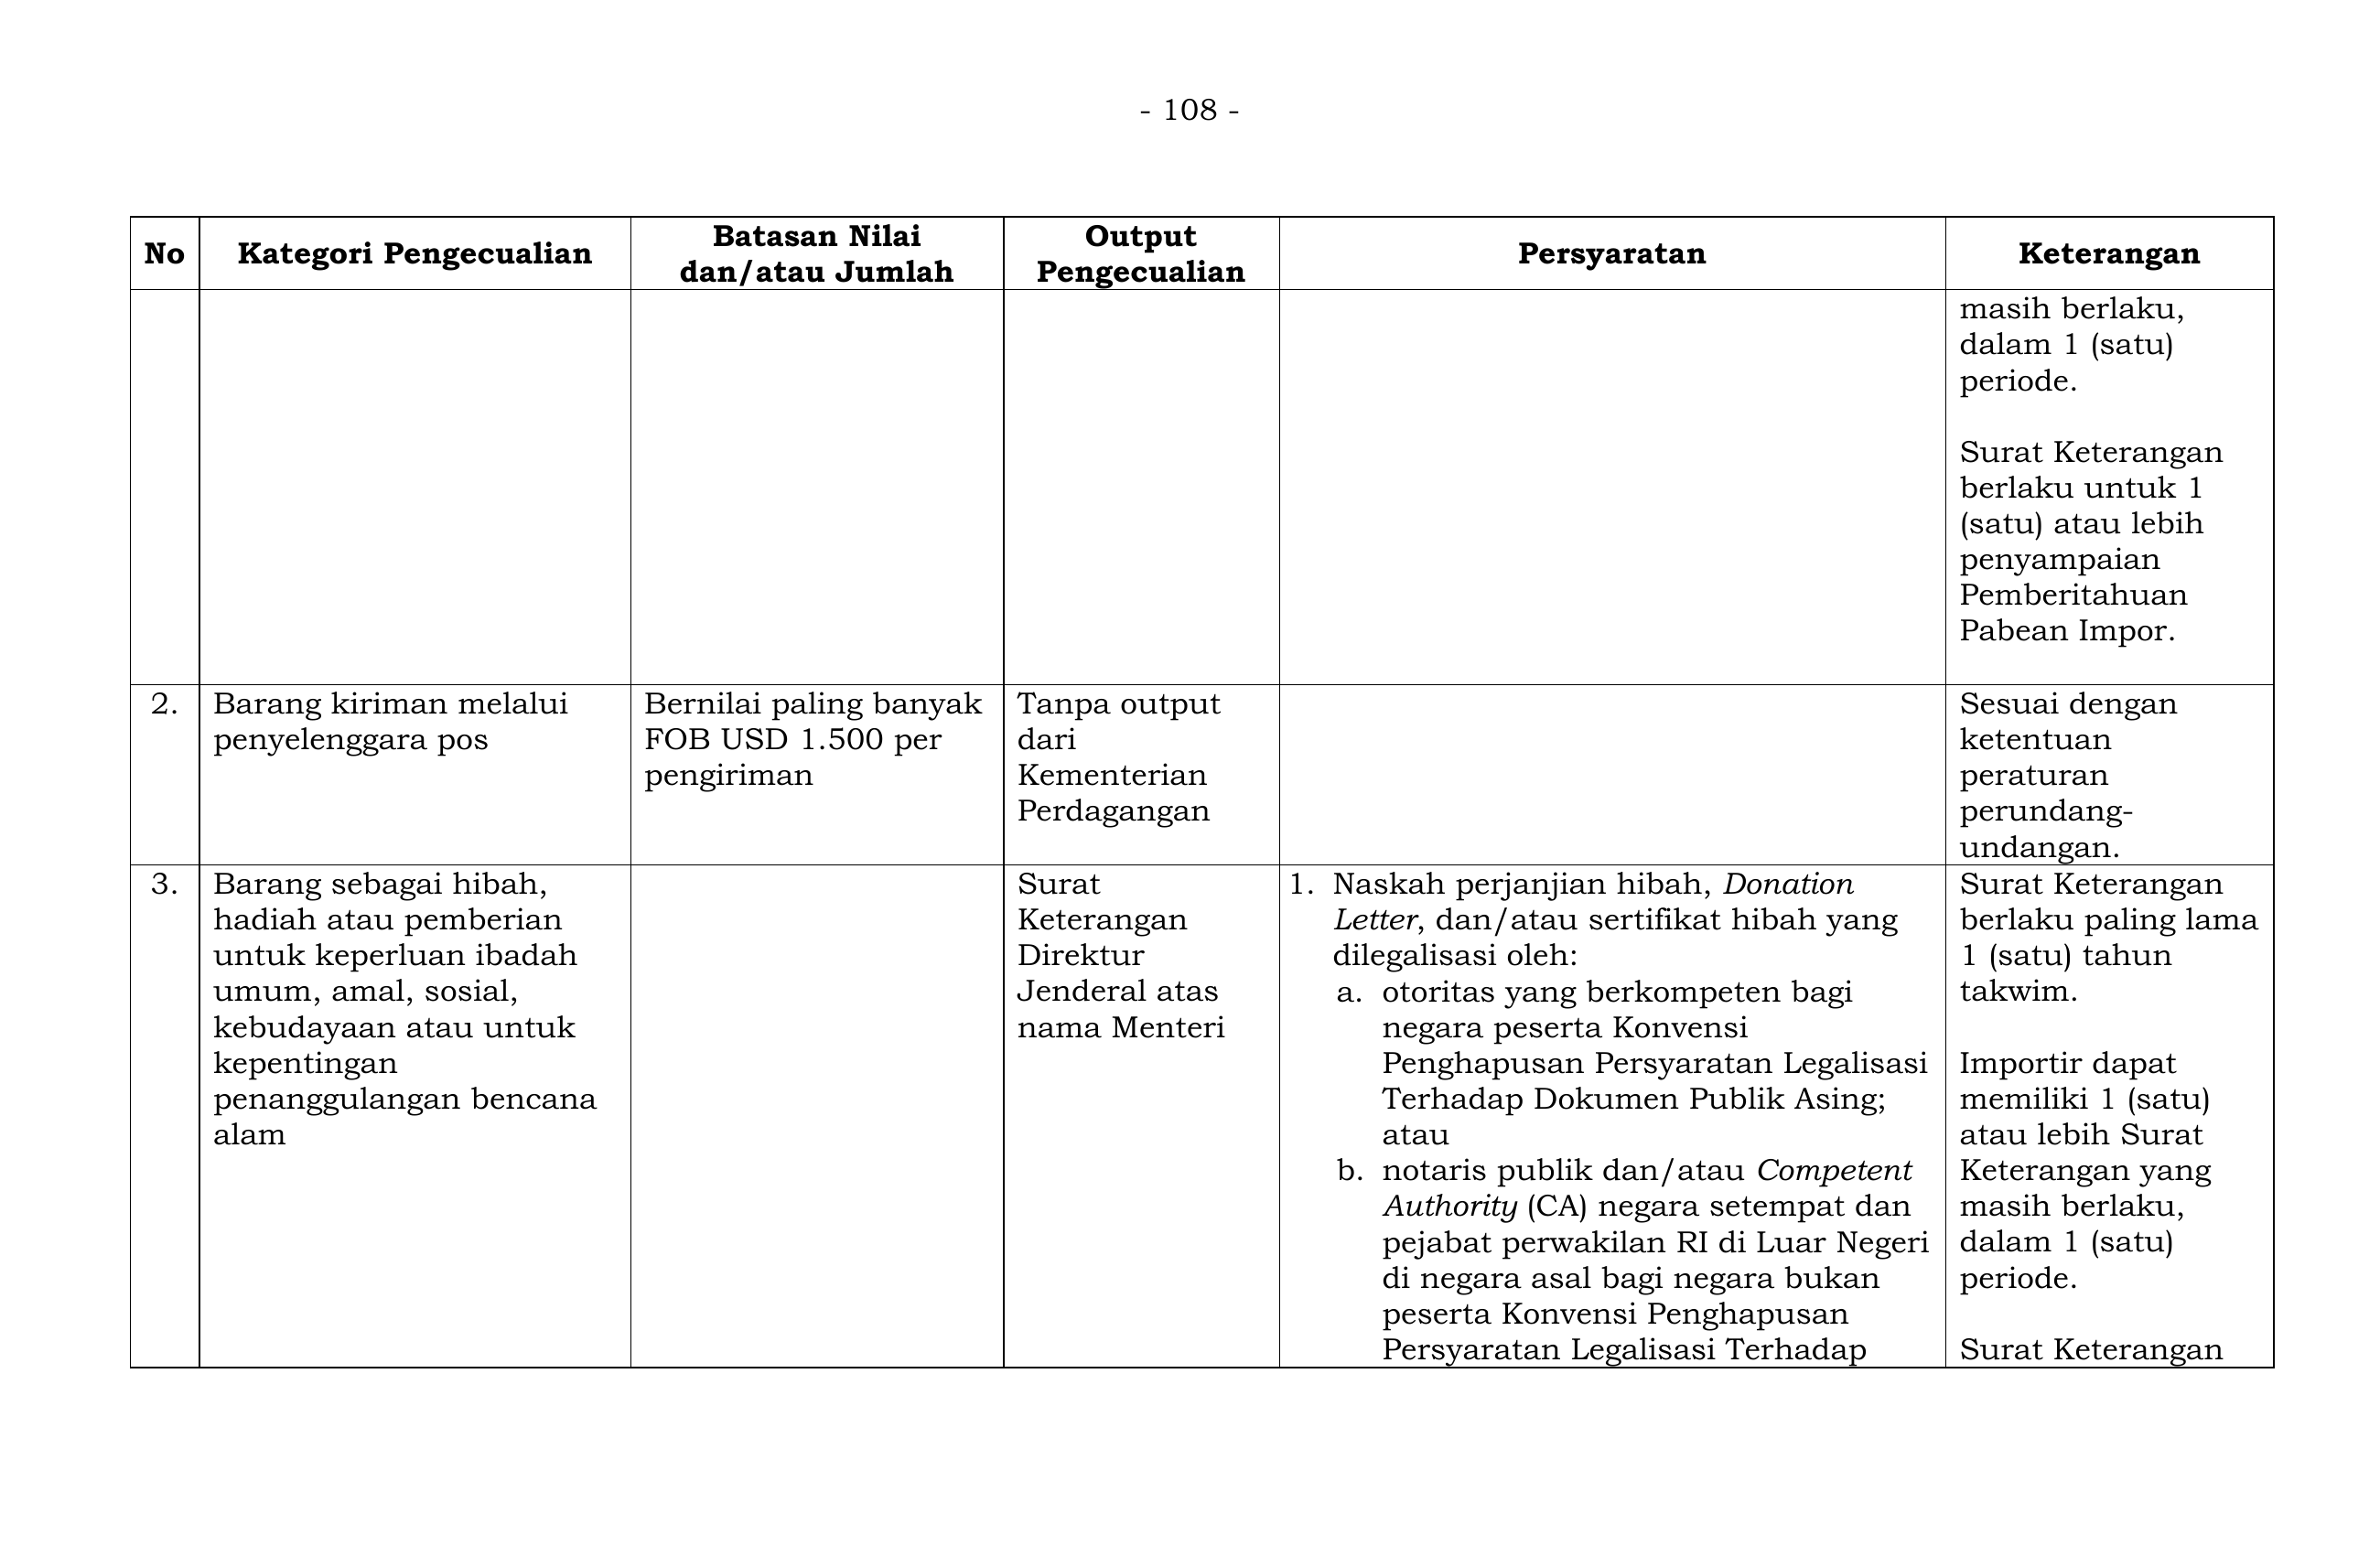 - 108 -
No
Kategori Pengecualian
Batasan Nilai
dan/atau Jumlah
Output
Pengecualian
Persyaratan
Keterangan
masih berlaku,
dalam 1 (satu)
periode.
Surat Keterangan
berlaku untuk 1
(satu) atau lebih
penyampaian
Pemberitahuan
Pabean Impor.
2.
Barang kiriman melalui
penyelenggara pos
Bernilai paling banyak
FOB USD 1.500 per
pengiriman
Tanpa output
dari
Kementerian
Perdagangan
Sesuai dengan
ketentuan
peraturan
perundang-
undangan.
3.
Barang sebagai hibah,
hadiah atau pemberian
untuk keperluan ibadah
umum, amal, sosial,
kebudayaan atau untuk
kepentingan
penanggulangan bencana
alam
Surat
Keterangan
Direktur
Jenderal atas
nama Menteri
1. Naskah perjanjian hibah, Donation
Letter, dan/atau sertifikat hibah yang
dilegalisasi oleh:
a. otoritas yang berkompeten bagi
negara peserta Konvensi
Penghapusan Persyaratan Legalisasi
Terhadap Dokumen Publik Asing;
atau
b. notaris publik dan/atau Competent
Authority (CA) negara setempat dan
pejabat perwakilan RI di Luar Negeri
di negara asal bagi negara bukan
peserta Konvensi Penghapusan
Persyaratan Legalisasi Terhadap
Surat Keterangan
berlaku paling lama
1 (satu) tahun
takwim.
Importir dapat
memiliki 1 (satu)
atau lebih Surat
Keterangan yang
masih berlaku,
dalam 1 (satu)
periode.
Surat Keterangan